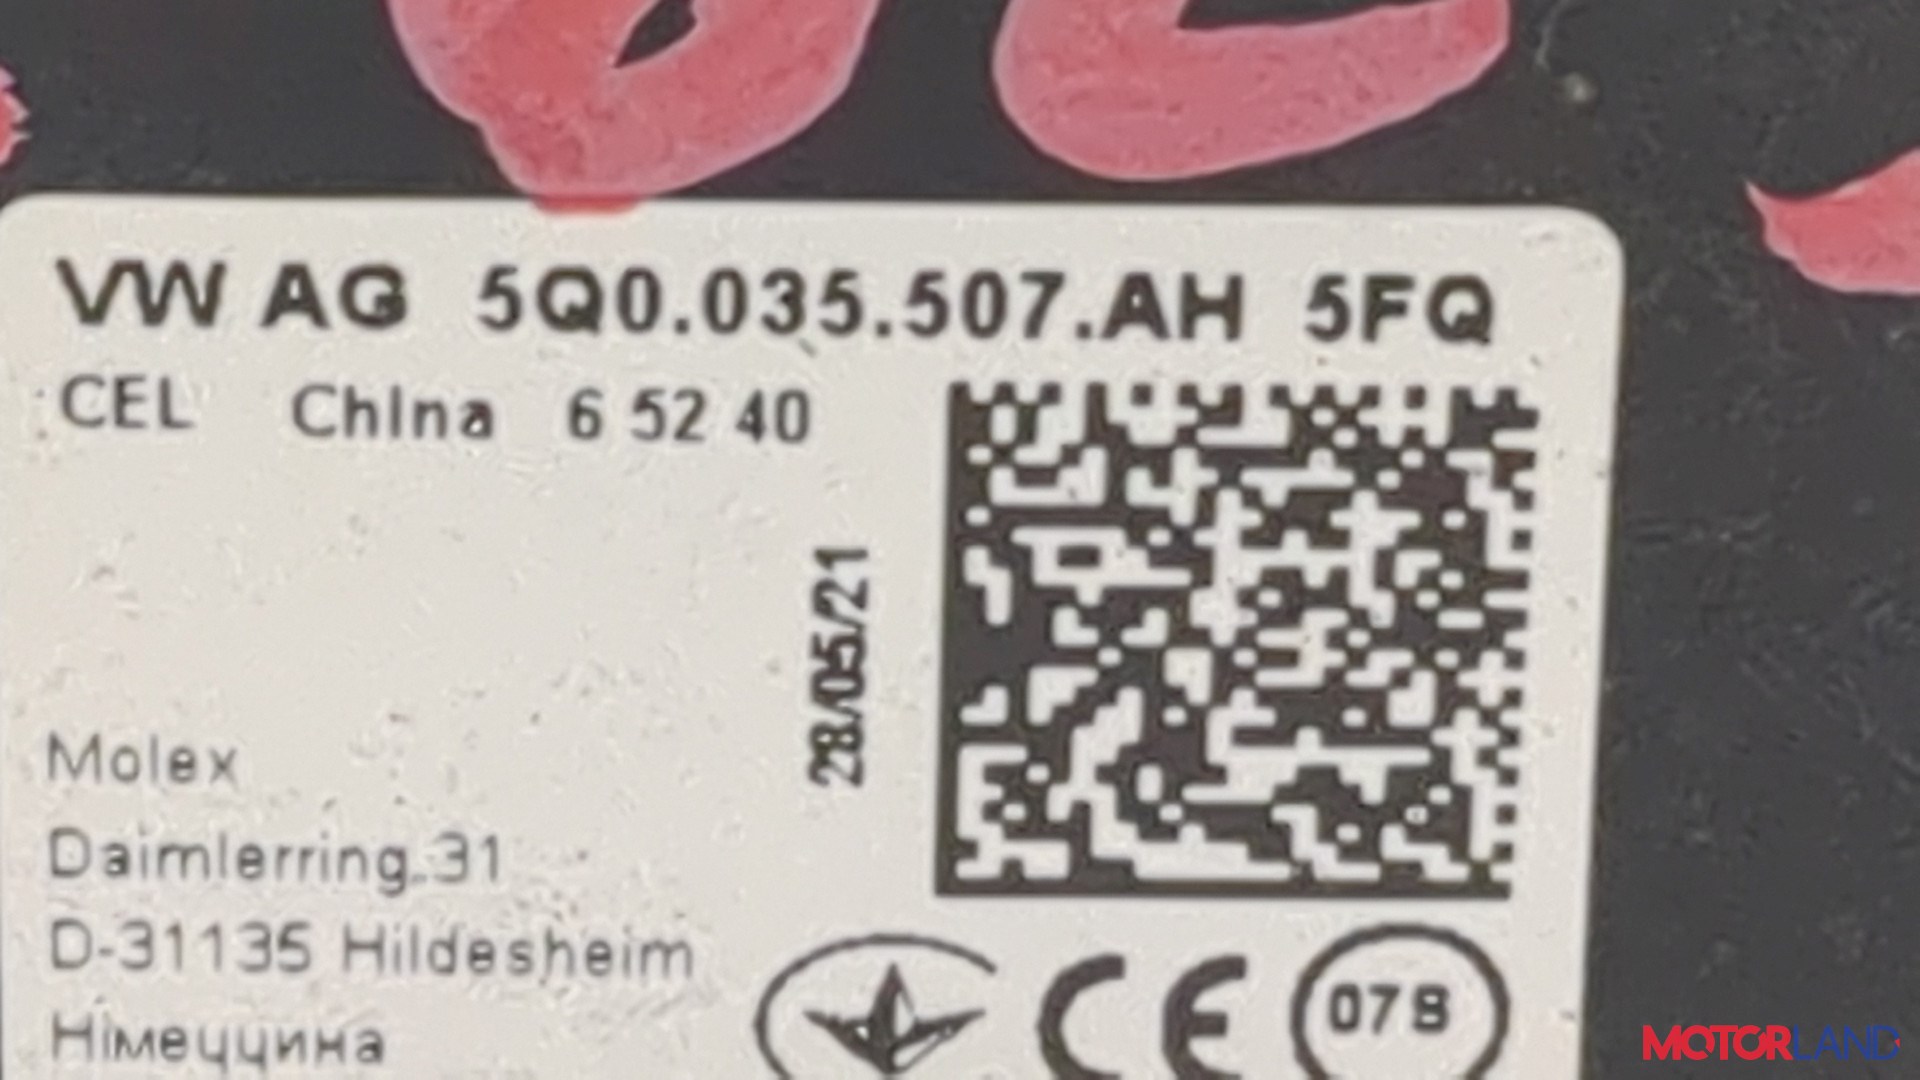 VW AG 5Q0.035.507.AH 5FQ
CEL China 6 52 40
28/05/21
Molex
Daimlerring 31
D-31135 Hildesheim
Німеччина
CE
07B
MOTORLAND